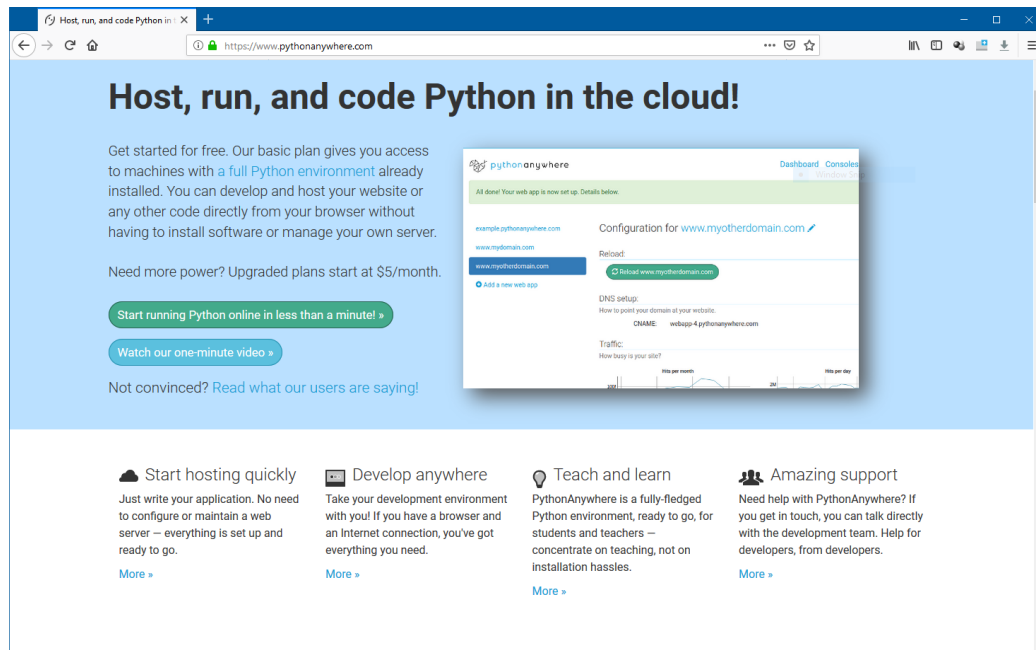 Host, run, and code Python in
https://www.pythonanywhere.com
Host, run, and code Python in the cloud!
Get started for free. Our basic plan gives you access
to machines with a full Python environment already
installed. You can develop and host your website or
any other code directly from your browser without
having to install software or manage your own server.
Need more power? Upgraded plans start at $5/month.
Start running Python online in less than a minute! »
Watch our one-minute video »
Not convinced? Read what our users are saying!
pythonanywhere
Dashboard Consoles
Window Snip
All done! Your web app is now set up. Details below.
example.pythonanywhere.com
www.mydomain.com
www.myotherdomain.com
Add a new web app
Configuration for www.myotherdomain.com
Reload:
Reload www.myotherdomain.com
DNS setup:
How to point your domain at your website.
CNAME: webapp-4.pythonanywhere.com
Traffic:
How busy is your site?
Hits per month
Hits per day
100M
2M
Start hosting quickly
Just write your application. No need
to configure or maintain a web
server — everything is set up and
ready to go.
More »
Develop anywhere
Take your development environment
with you! If you have a browser and
an Internet connection, you've got
everything you need.
More »
Teach and learn
PythonAnywhere is a fully-fledged
Python environment, ready to go, for
students and teachers —
concentrate on teaching, not on
installation hassles.
More »
Amazing support
Need help with PythonAnywhere? If
you get in touch, you can talk directly
with the development team. Help for
developers, from developers.
More »